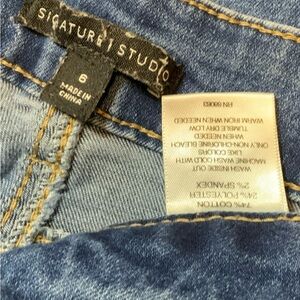 SIGATURE | STUDIO
6
MADE IN
CHINA
74% COTTON
24% POLYESTER
2% SPANDEX
WASH INSIDE OUT
MACHINE WASH COLD WITH
LIKE COLORS
ONLY NON-CHLORINE BLEACH
WHEN NEEDED
TUMBLE DRY LOW
WARM IRON WHEN NEEDED